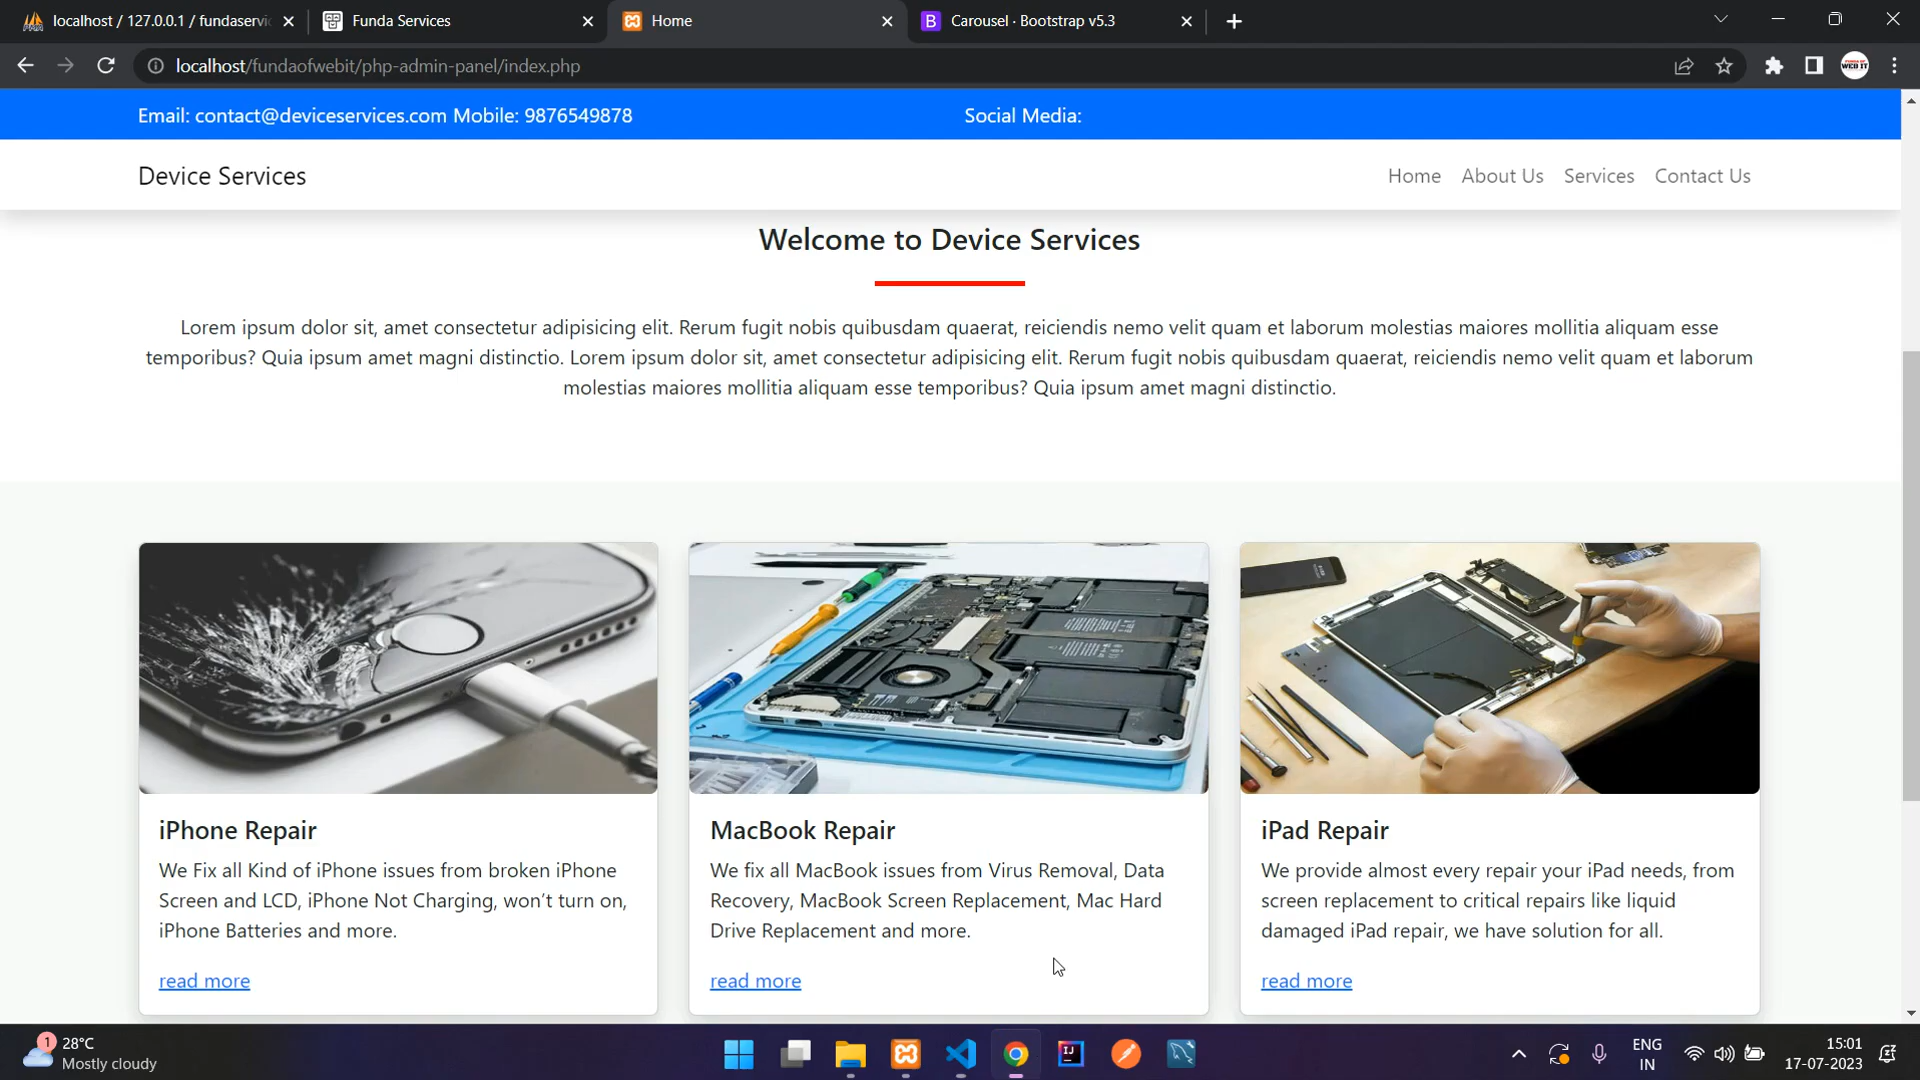 localhost / 127.0.0.1 / fundaservi
Funda Services
Home
Carousel · Bootstrap v5.3
localhost/fundaofwebit/php-admin-panel/index.php
Email: contact@deviceservices.com Mobile: 9876549878
Social Media:
Device Services
Home About Us Services Contact Us
Welcome to Device Services
Lorem ipsum dolor sit, amet consectetur adipisicing elit. Rerum fugit nobis quibusdam quaerat, reiciendis nemo velit quam et laborum molestias maiores mollitia aliquam esse
temporibus? Quia ipsum amet magni distinctio. Lorem ipsum dolor sit, amet consectetur adipisicing elit. Rerum fugit nobis quibusdam quaerat, reiciendis nemo velit quam et laborum
molestias maiores mollitia aliquam esse temporibus? Quia ipsum amet magni distinctio.
iPhone Repair
We Fix all Kind of iPhone issues from broken iPhone
Screen and LCD, iPhone Not Charging, won’t turn on,
iPhone Batteries and more.
read more
MacBook Repair
We fix all MacBook issues from Virus Removal, Data
Recovery, MacBook Screen Replacement, Mac Hard
Drive Replacement and more.
read more
iPad Repair
We provide almost every repair your iPad needs, from
screen replacement to critical repairs like liquid
damaged iPad repair, we have solution for all.
read more
1
28°C
Mostly cloudy
ENG
IN
15:01
17-07-2023